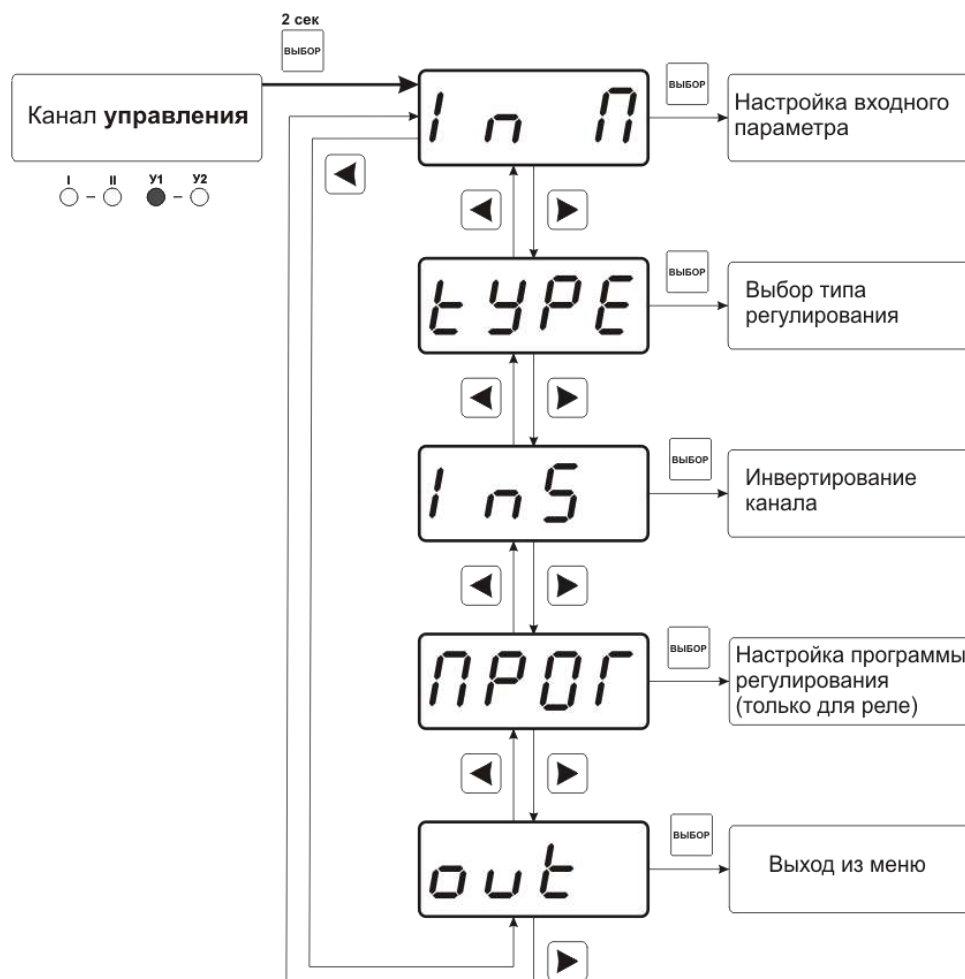 2 сек
ВЫБОР
Канал управления
I – II У1 – У2
In П
ВЫБОР
Настройка входного
параметра
tYPE
ВЫБОР
Выбор типа
регулирования
InS
ВЫБОР
Инвертирование
канала
ПРОГ
ВЫБОР
Настройка программы
регулирования
(только для реле)
out
ВЫБОР
Выход из меню